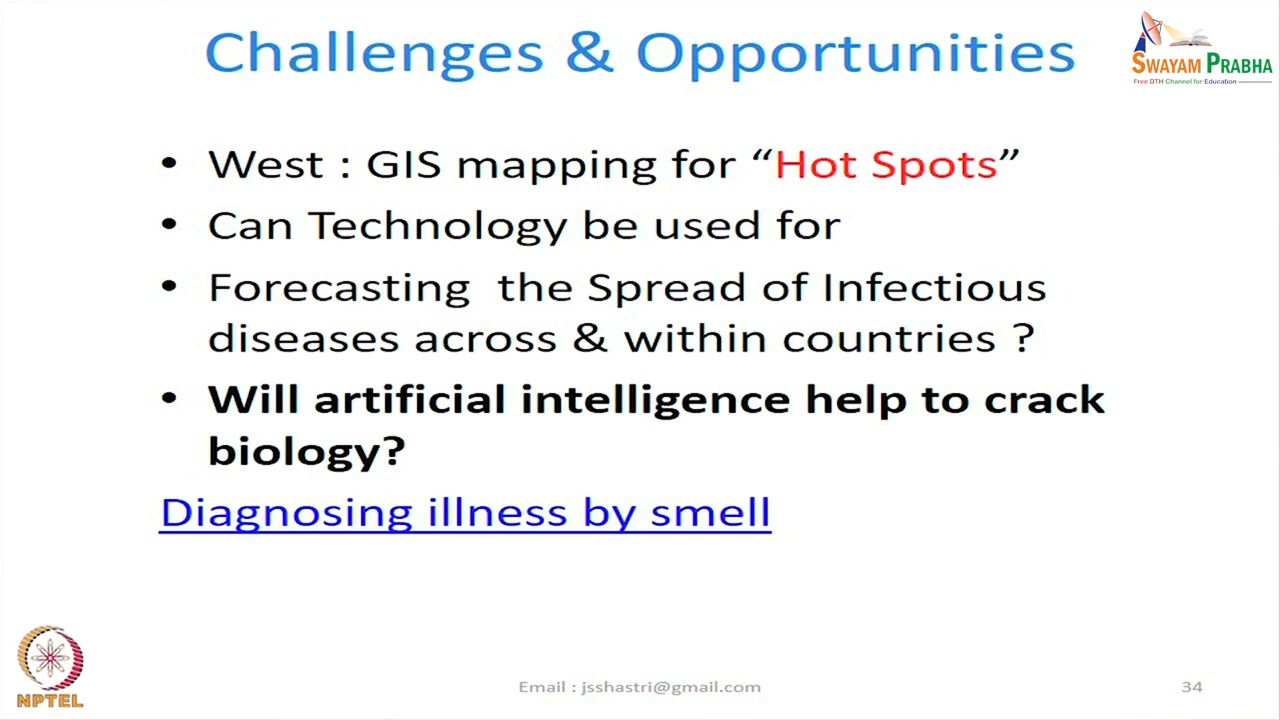 Challenges & Opportunities
SWAYAM PRABHA
Free DTH Channel for Education
• West : GIS mapping for “Hot Spots”
• Can Technology be used for
• Forecasting the Spread of Infectious
diseases across & within countries ?
• Will artificial intelligence help to crack
biology?
Diagnosing illness by smell
NPTEL
Email : jsshastri@gmail.com
34